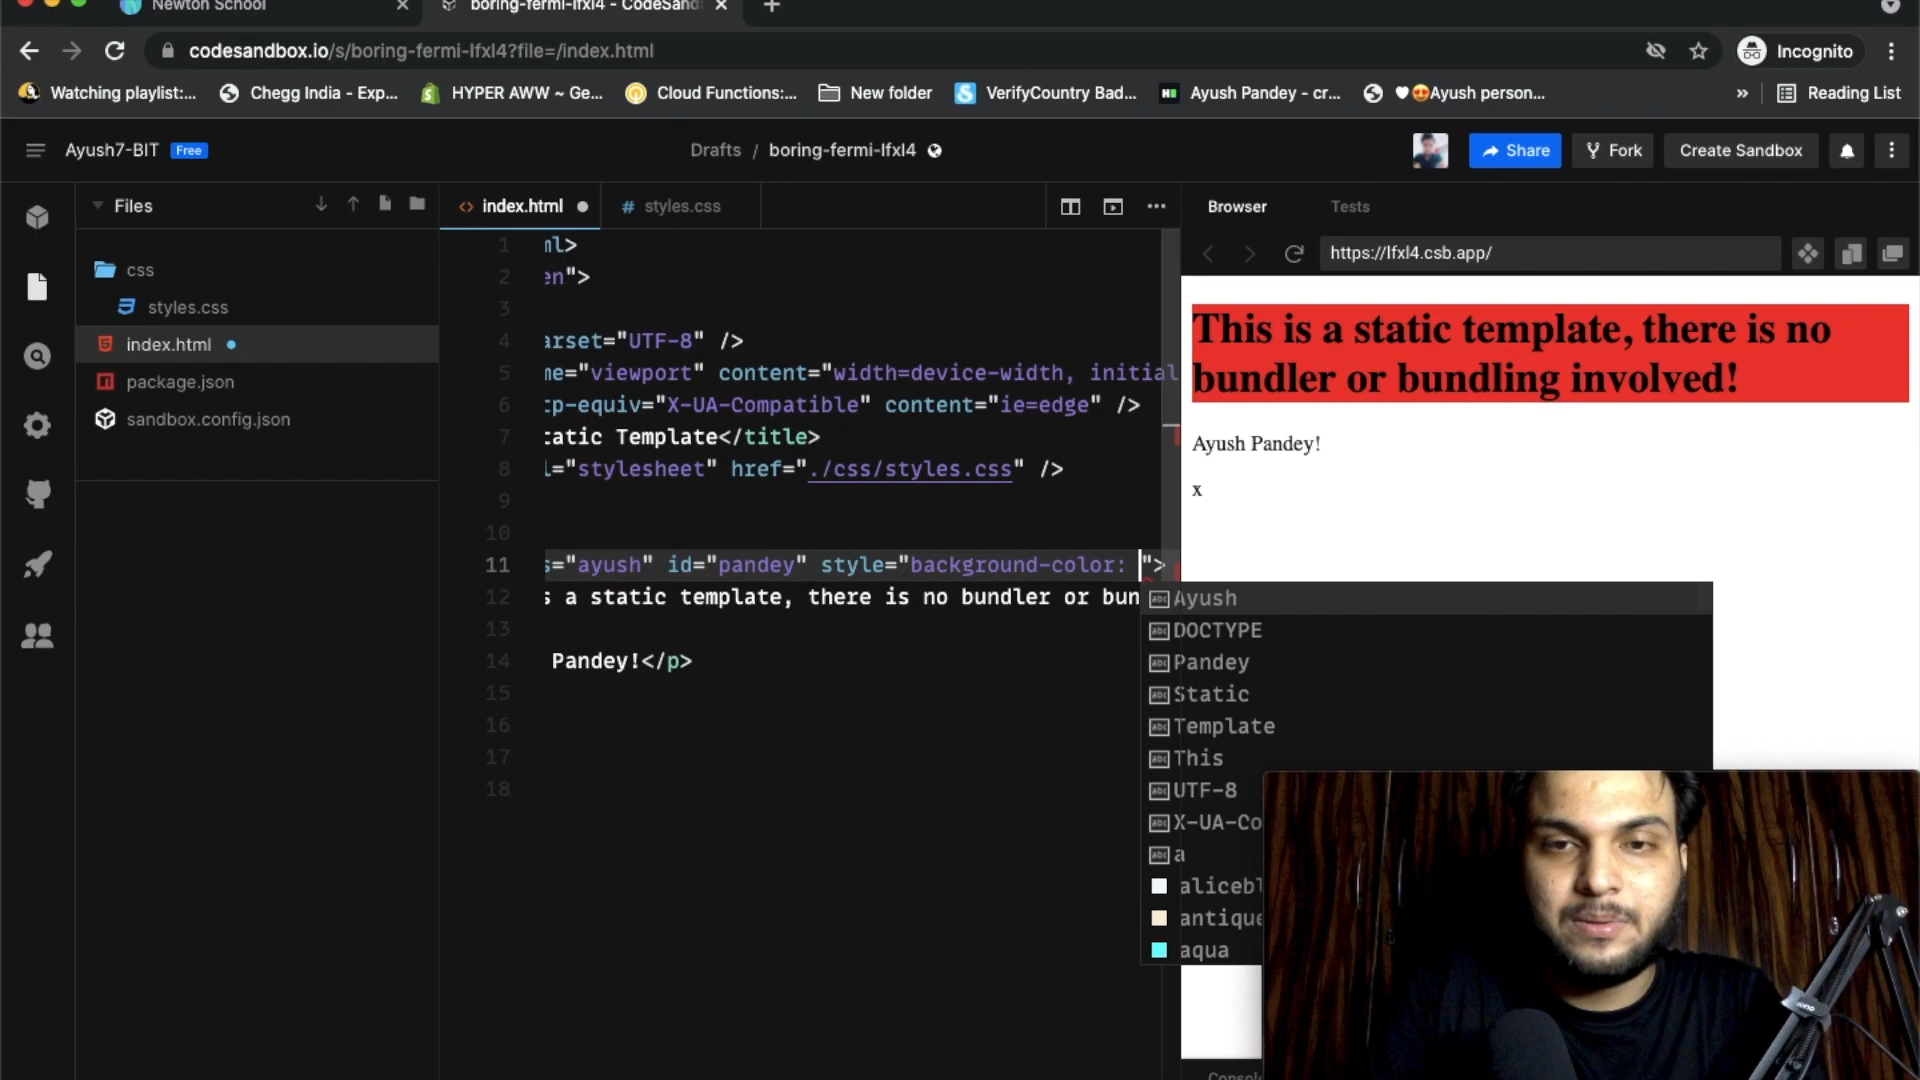 Newton School
boring-fermi-lfxl4 - CodeSand
codesandbox.io/s/boring-fermi-lfxl4?file=/index.html
Incognito
Watching playlist:...
Chegg India - Exp...
HYPER AWW ~ Ge...
Cloud Functions:...
New folder
VerifyCountry Bad...
Ayush Pandey - cr...
♥😍Ayush person...
»
Reading List
Ayush7-BIT Free
Drafts / boring-fermi-lfxl4
Share
Fork
Create Sandbox
Files
css
styles.css
index.html
package.json
sandbox.config.json
<> index.html
# styles.css
1 ml>
2 en">
3
4 arset="UTF-8" />
5 me="viewport" content="width=device-width, initial
6 tp-equiv="X-UA-Compatible" content="ie=edge" />
7 tatic Template</title>
8 l="stylesheet" href="./css/styles.css" />
9
10
11 s="ayush" id="pandey" style="background-color: ">
12 s a static template, there is no bundler or bun
13
14 Pandey!</p>
15
16
17
18
Ayush
DOCTYPE
Pandey
Static
Template
This
UTF-8
X-UA-Co
a
alicebl
antique
aqua
Browser
Tests
https://lfxl4.csb.app/
This is a static template, there is no
bundler or bundling involved!
Ayush Pandey!
x